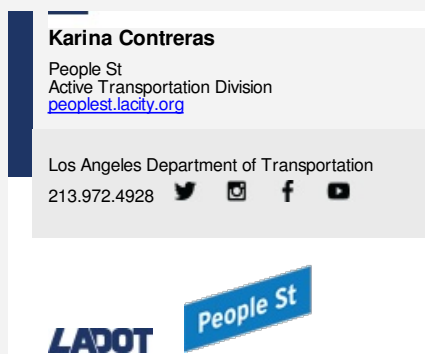 Karina Contreras
People St
Active Transportation Division
peoplest.lacity.org
Los Angeles Department of Transportation
213.972.4928
People St
LADOT